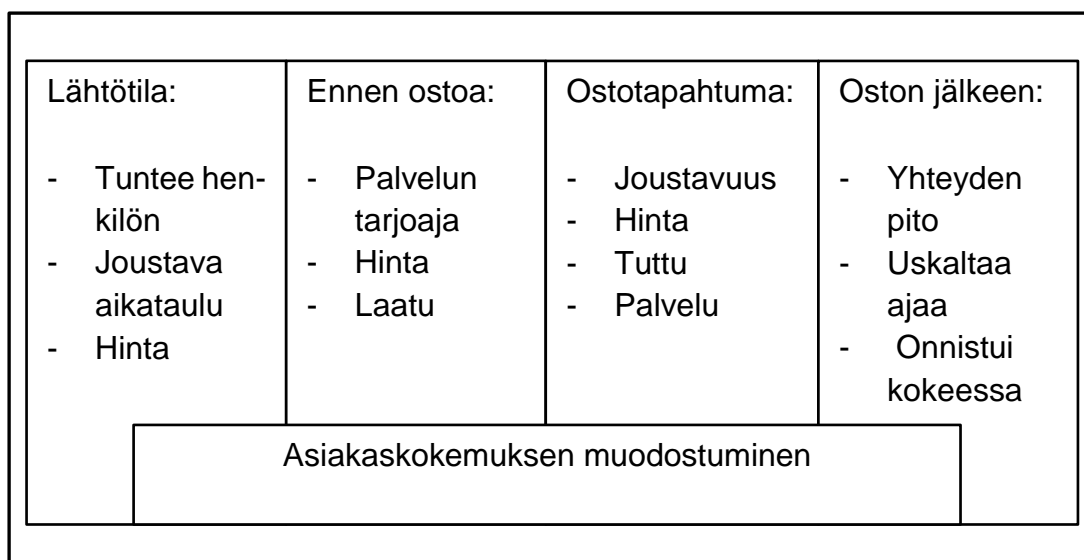 Lähtötila:
- Tuntee hen-
kilön
- Joustava
aikataulu
- Hinta
Ennen ostoa:
- Palvelun
tarjoaja
- Hinta
- Laatu
Ostotapahtuma:
- Joustavuus
- Hinta
- Tuttu
- Palvelu
Oston jälkeen:
- Yhteyden
pito
- Uskaltaa
ajaa
- Onnistui
kokeessa
Asiakaskokemuksen muodostuminen